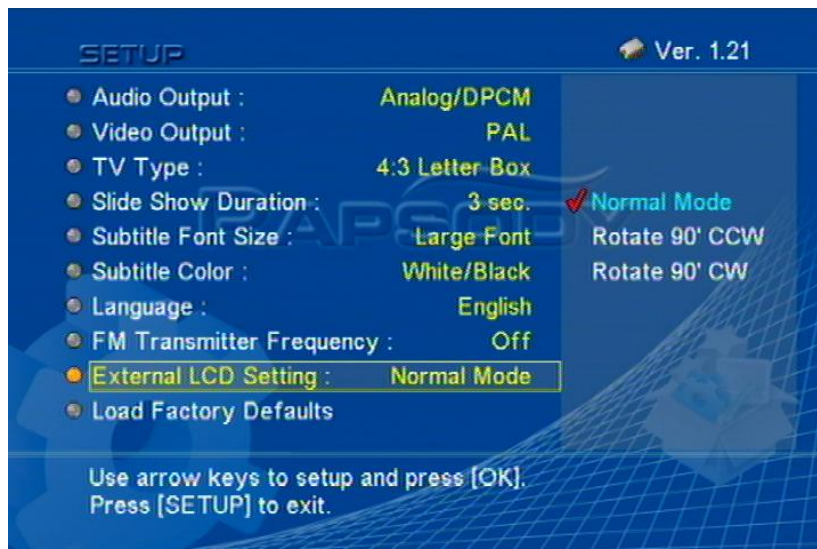 SETUP
Ver. 1.21
Audio Output : Analog/DPCM
Video Output : PAL
TV Type : 4:3 Letter Box
Slide Show Duration : 3 sec.
Normal Mode
Subtitle Font Size : Large Font
Rotate 90' CCW
Subtitle Color : White/Black
Rotate 90' CW
Language : English
FM Transmitter Frequency : Off
External LCD Setting : Normal Mode
Load Factory Defaults
PAPSODY
Use arrow keys to setup and press [OK].
Press [SETUP] to exit.